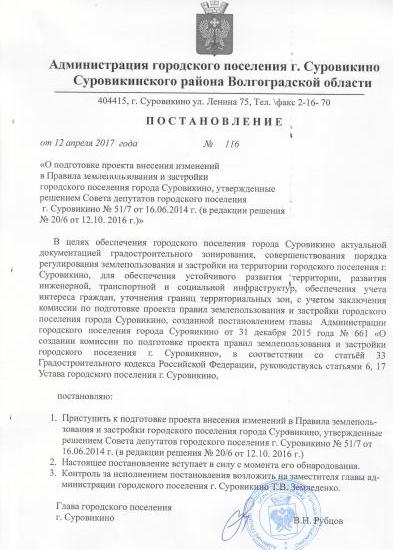 Администрация городского поселения г. Суровикино
Суровикинского района Волгоградской области
404415, г. Суровикино ул. Ленина 75, Тел. \факс 2-16- 70
ПОСТАНОВЛЕНИЕ
от 12 апреля 2017 года № 116
«О подготовке проекта внесения изменений
в Правила землепользования и застройки
городского поселения города Суровикино, утвержденные
решением Совета депутатов городского поселения
г. Суровикино № 51/7 от 16.06.2014 г. (в редакции решения
№ 20/6 от 12.10. 2016 г.)»
В целях обеспечения городского поселения города Суровикино актуальной
документацией градостроительного зонирования, совершенствования порядка
регулирования землепользования и застройки на территории городского поселения г.
Суровикино, для обеспечения устойчивого развития территории, развития
инженерной, транспортной и социальной инфраструктур, обеспечения учета
интереса граждан, уточнения границ территориальных зон, с учетом заключения
комиссии по подготовке проекта правил землепользования и застройки городского
поселения города Суровикино, созданной постановлением главы Администрации
городского поселения города Суровикино от 31 декабря 2015 года № 661 «О
создании комиссии по подготовке проекта правил землепользования и застройки
городского поселения г. Суровикино», в соответствии со статьёй 33
Градостроительного кодекса Российской Федерации, руководствуясь статьями 6, 17
Устава городского поселения г. Суровикино,
постановляю:
1. Приступить к подготовке проекта внесения изменений в Правила землеполь-
зования и застройки городского поселения города Суровикино, утвержденные
решением Совета депутатов городского поселения г. Суровикино № 51/7 от
16.06.2014 г. (в редакции решения № 20/6 от 12.10. 2016 г.)
2. Настоящее постановление вступает в силу с момента его обнародования.
3. Контроль за исполнением постановления возложить на заместителя главы ад-
министрации городского поселения г. Суровикино Т.В. Земледенко.
Глава городского поселения
г. Суровикино В.Н. Рубцов